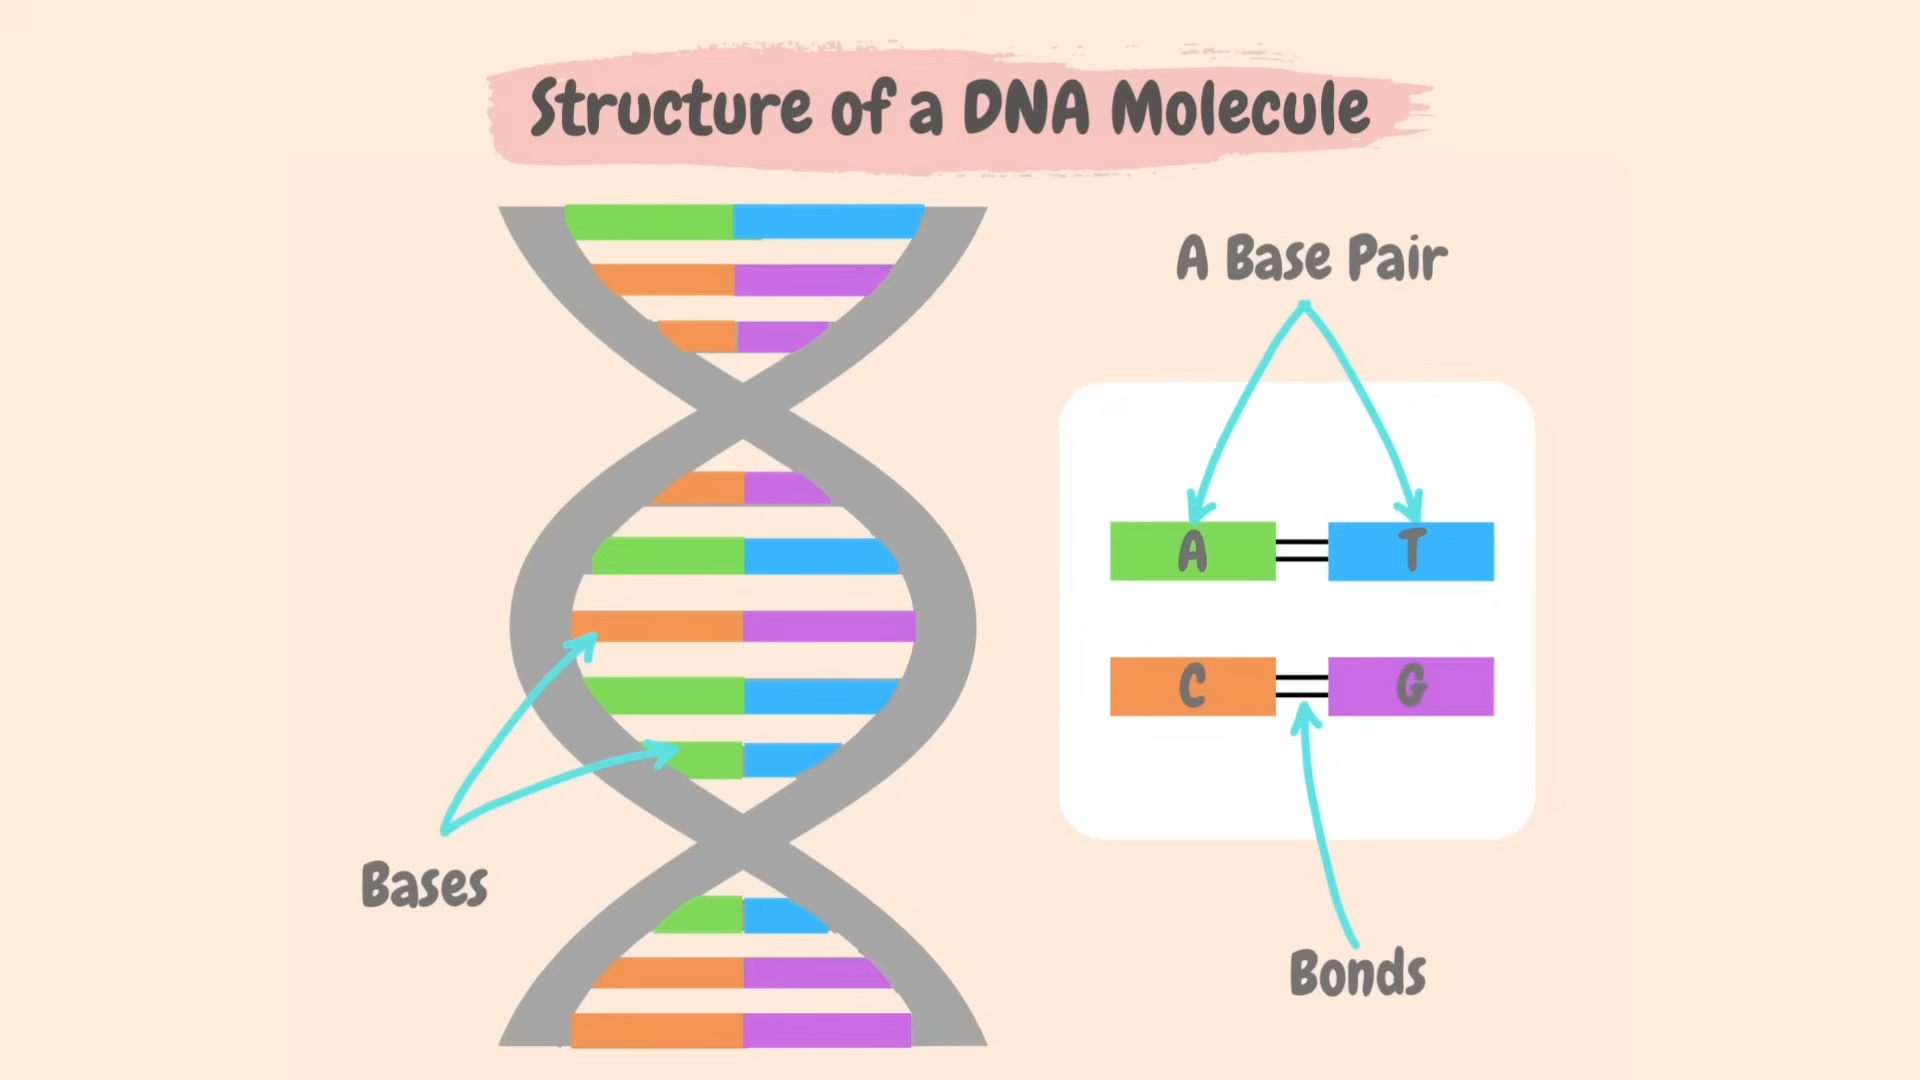 Structure of a DNA Molecule
A Base Pair
A
T
C
G
Bases
Bonds